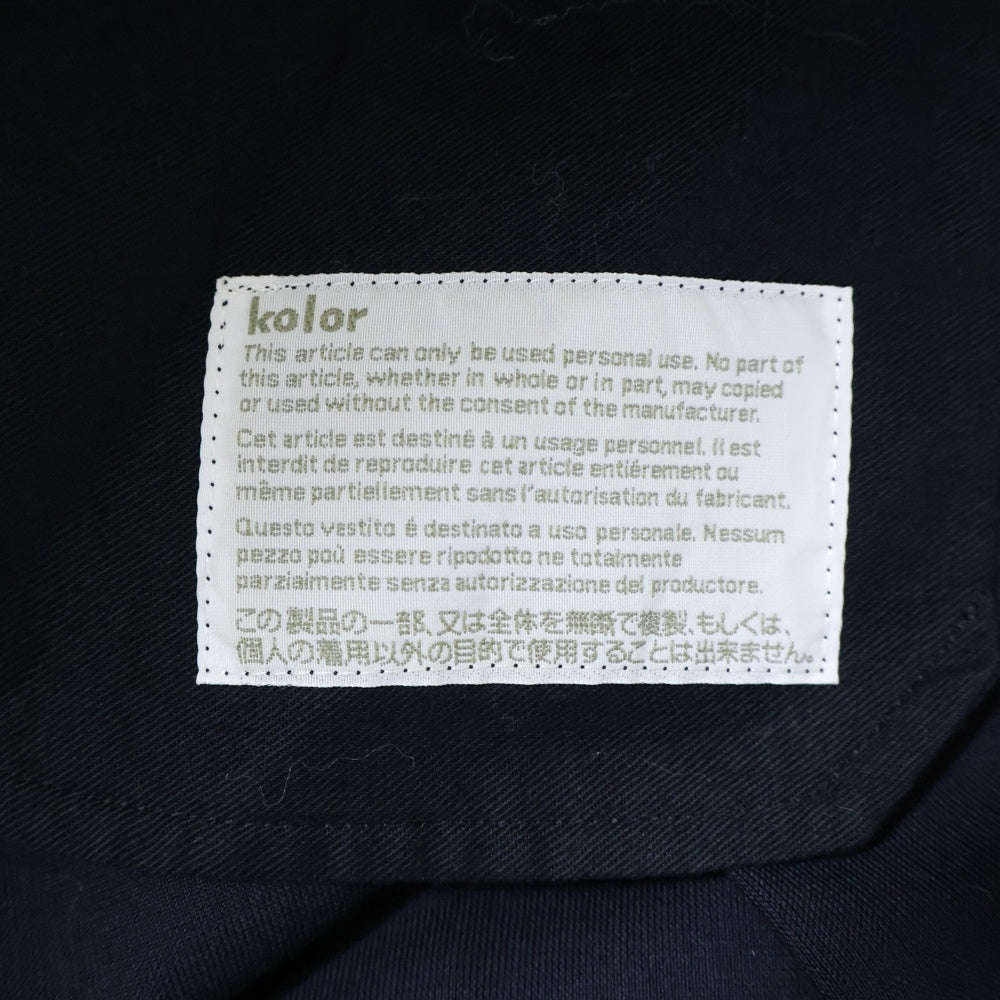 kolor
This article can only be used personal use. No part of
this article, whether in whole or in part, may copied
or used without the consent of the manufacturer.
Cet article est destiné à un usage personnel. Il est
interdit de reproduire cet article entiérement ou
même partiellement sans l'autorisation du fabricant.
Questo vestito é destinato a uso personale. Nessum
pezzo poù essere ripodotto ne totalmente
parzialmente senza autorizzazione del productore.
この製品の一部、又は全体を無断で複製、もしくは、
個人の着用以外の目的で使用することは出来ません。